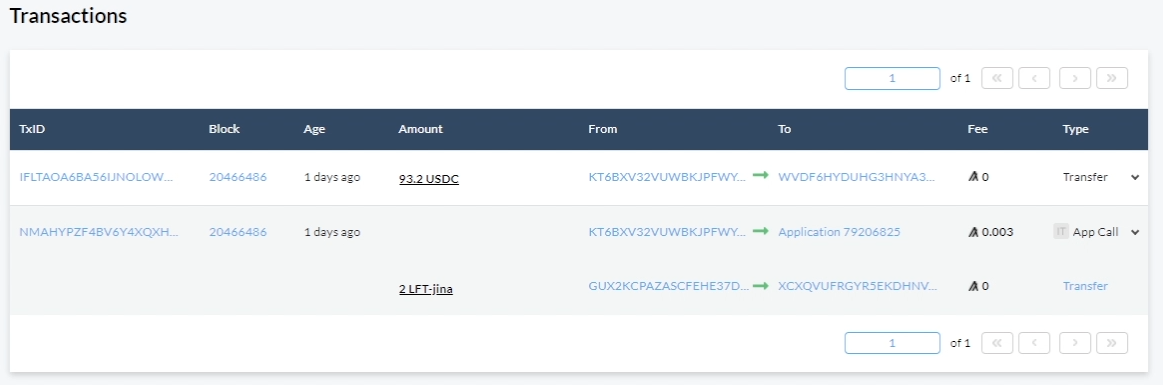 Transactions
1 of 1
TxID Block Age Amount From To Fee Type
IFLTAOA6BA56IJNOLOW... 20466486 1 days ago 93.2 USDC KT6BXV32VUWBKJPFWY... WVDF6HYDUHG3HNYA3... 0 Transfer
NMAHYPZF4BV6Y4XQXH... 20466486 1 days ago KT6BXV32VUWBKJPFWY... Application 79206825 0.003 IT App Call
2 LFT-jina GUX2KCPAZASCFEHE37D... XCXQVUFRGYR5EKDHNV... 0 Transfer
1 of 1